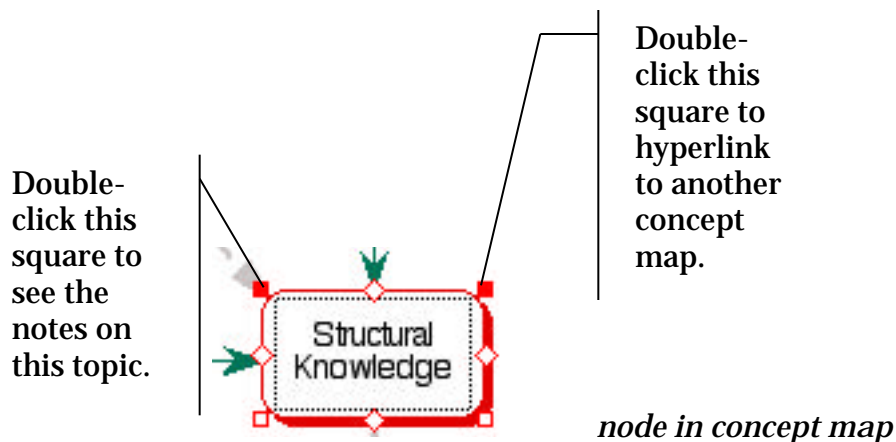 Double-
click this
square to
see the
notes on
this topic.
Double-
click this
square to
hyperlink
to another
concept
map.
Structural
Knowledge
node in concept map